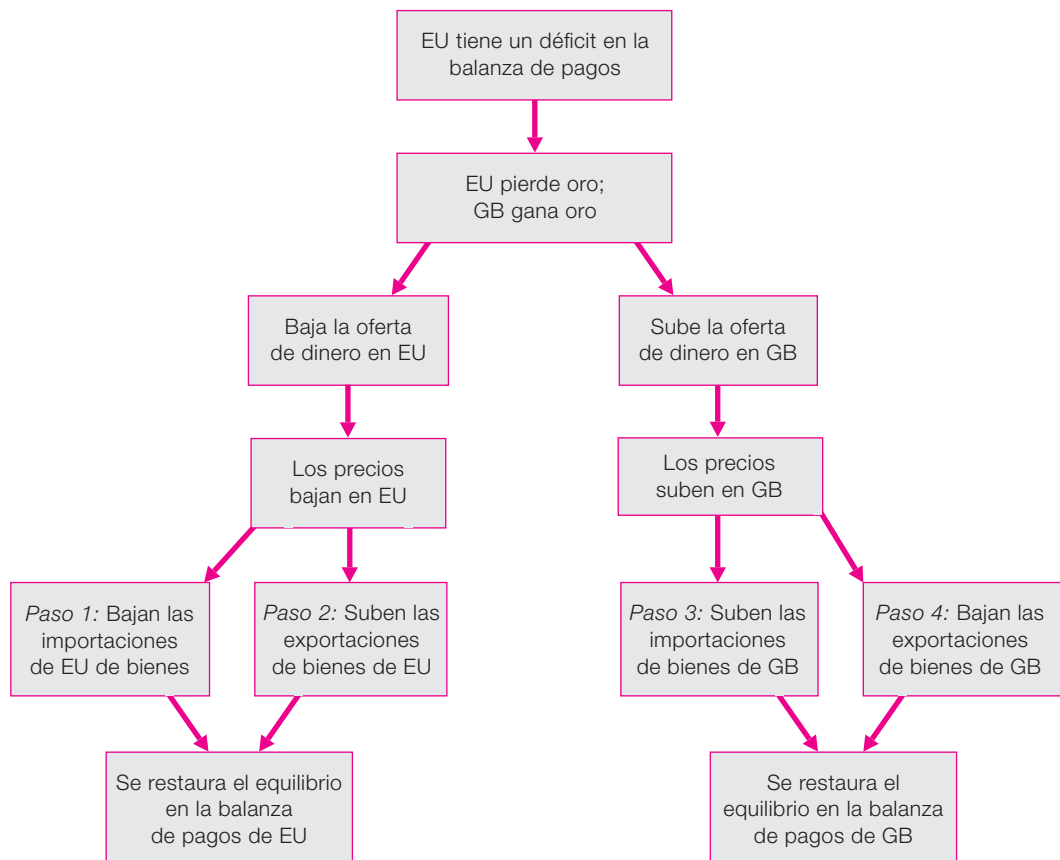 EU tiene un déficit en la
balanza de pagos
EU pierde oro;
GB gana oro
Baja la oferta
de dinero en EU
Sube la oferta
de dinero en GB
Los precios
bajan en EU
Los precios
suben en GB
Paso 1: Bajan las
importaciones
de EU de bienes
Paso 2: Suben las
exportaciones
de bienes de EU
Paso 3: Suben las
importaciones
de bienes de GB
Paso 4: Bajan las
exportaciones
de bienes de GB
Se restaura el equilibrio
en la balanza
de pagos de EU
Se restaura el
equilibrio en la balanza
de pagos de GB